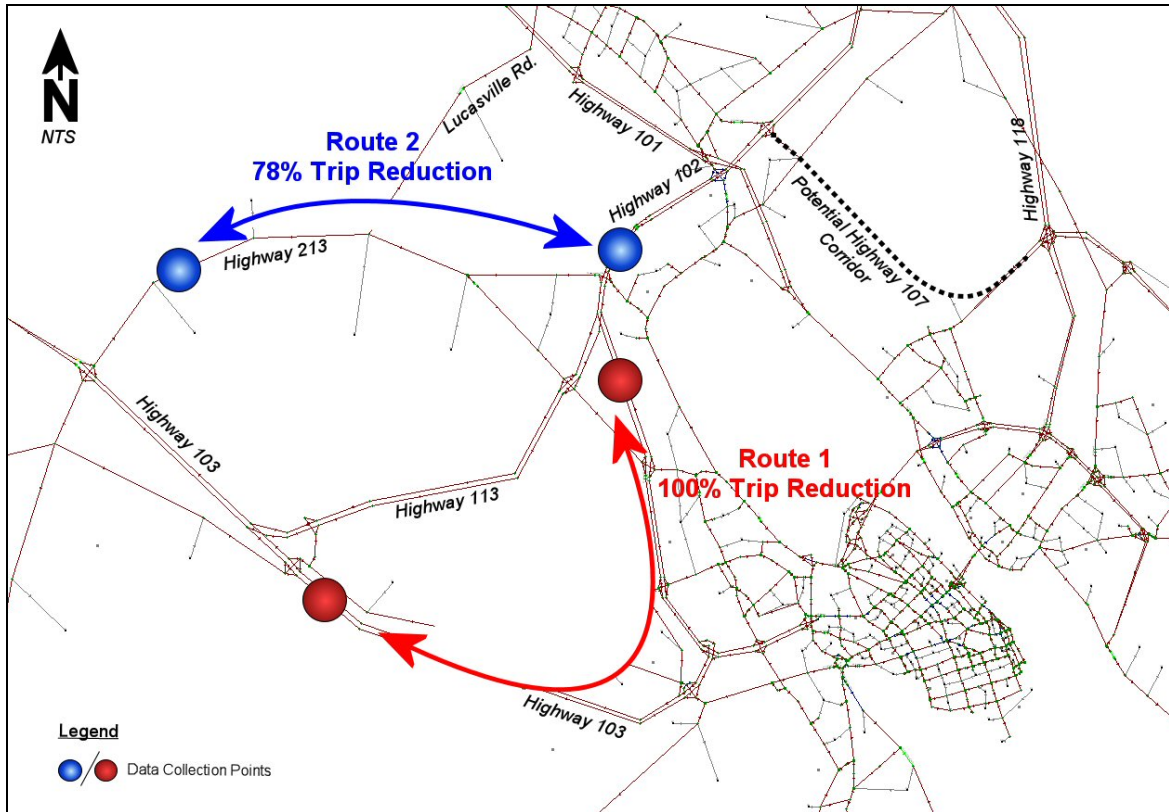 N
NTS
Lucasville Rd.
Highway 101
Route 2
78% Trip Reduction
Highway 102
Highway 118
Potential Highway 107
Corridor
Highway 213
Highway 103
Highway 113
Route 1
100% Trip Reduction
Highway 103
Legend
/ Data Collection Points